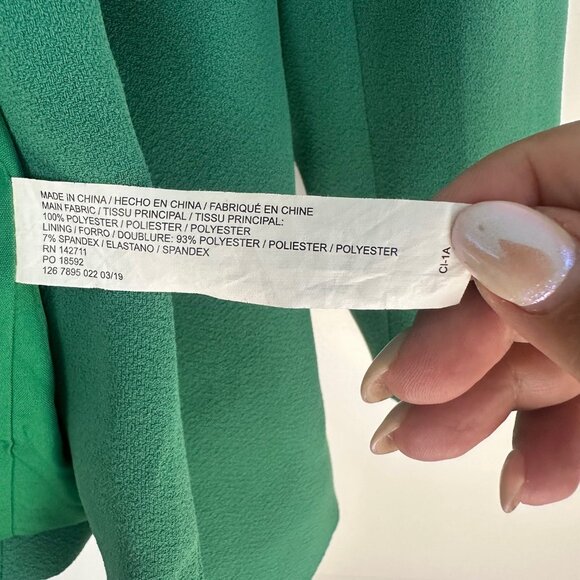 MADE IN CHINA / HECHO EN CHINA / FABRIQUÉ EN CHINE
MAIN FABRIC / TISSU PRINCIPAL / TISSU PRINCIPAL:
100% POLYESTER / POLIESTER / POLYESTER
LINING / FORRO / DOUBLURE: 93% POLYESTER / POLIESTER / POLYESTER
7% SPANDEX / ELASTANO / SPANDEX
RN 142711
PO 18592
126 7895 022 03/19
CI-1A